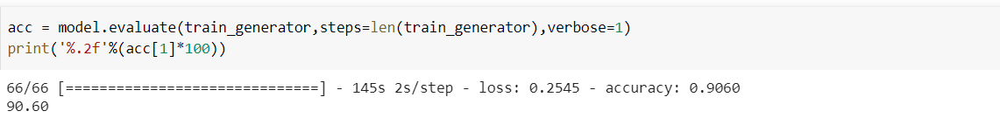 acc = model.evaluate(train_generator,steps=len(train_generator),verbose=1)
print('%.2f'%(acc[1]*100))
66/66 [==============================] - 145s 2s/step - loss: 0.2545 - accuracy: 0.9060
90.60